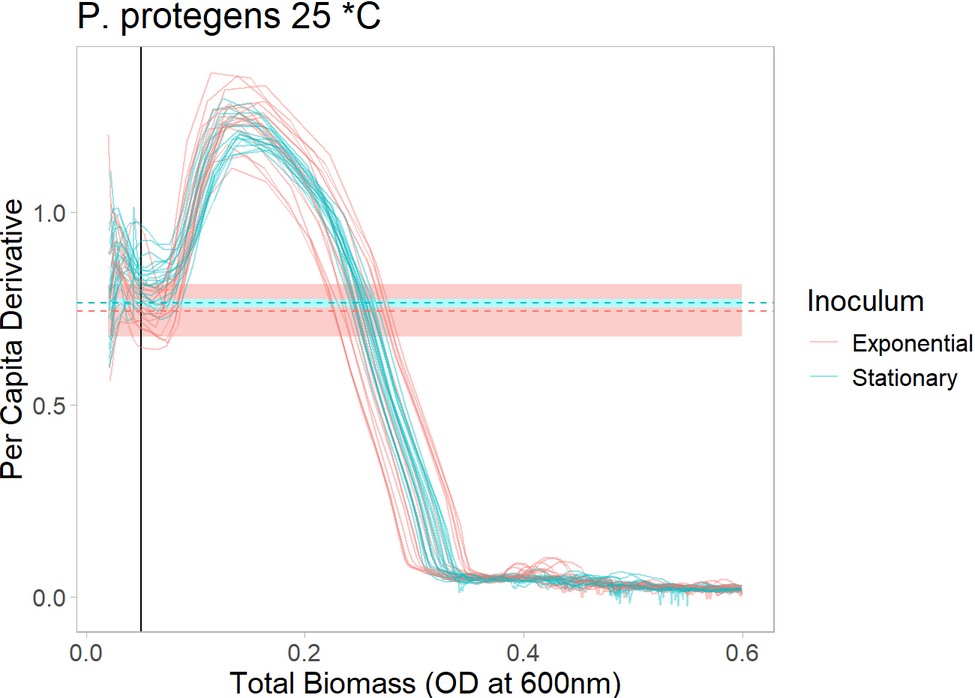 P. protegens 25 *C
Per Capita Derivative
1.0
0.5
0.0
0.0 0.2 0.4 0.6
Total Biomass (OD at 600nm)
Inoculum
Exponential
Stationary